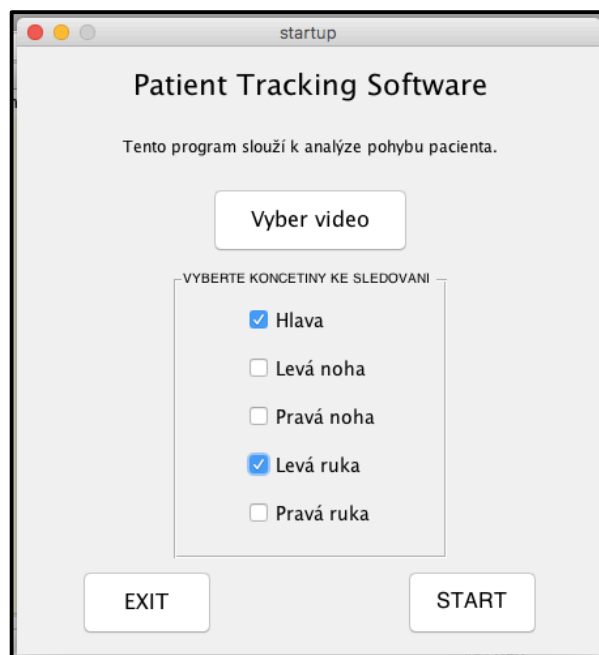 startup
Patient Tracking Software
Tento program slouží k analýze pohybu pacienta.
Vyber video
VYBERTE KONCETINY KE SLEDOVANI
Hlava
Levá noha
Pravá noha
Levá ruka
Pravá ruka
EXIT
START